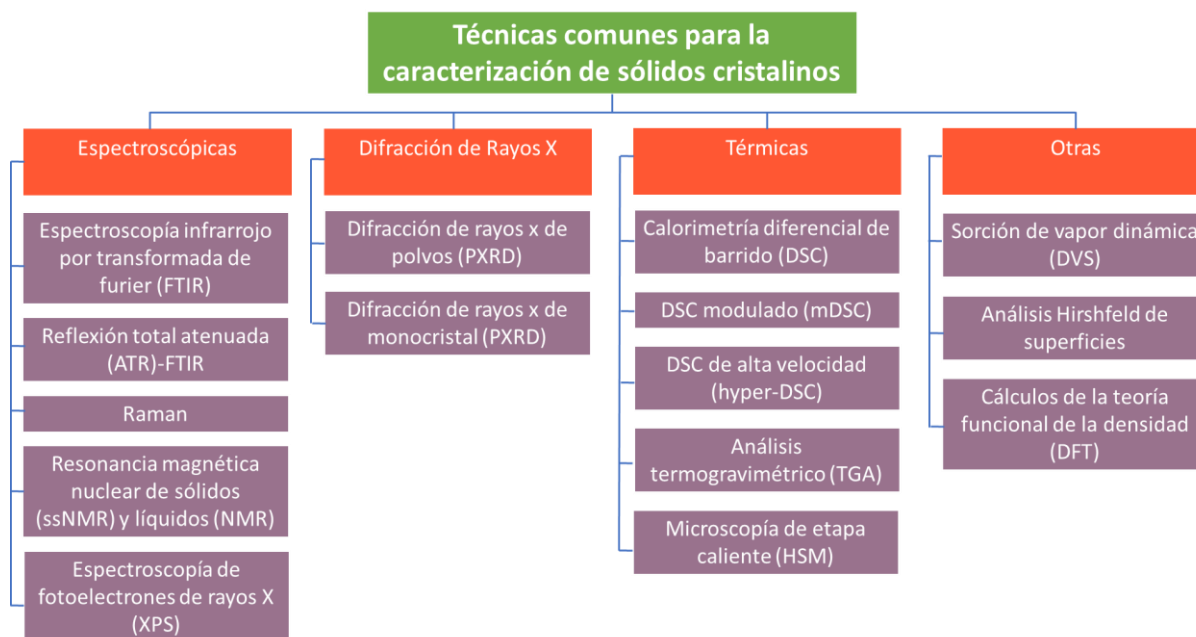 Técnicas comunes para la
caracterización de sólidos cristalinos
Espectroscópicas
Espectroscopía infrarrojo
por transformada de
furier (FTIR)
Reflexión total atenuada
(ATR)-FTIR
Raman
Resonancia magnética
nuclear de sólidos
(ssNMR) y líquidos (NMR)
Espectroscopía de
fotoelectrones de rayos X
(XPS)
Difracción de Rayos X
Difracción de rayos x de
polvos (PXRD)
Difracción de rayos x de
monocristal (PXRD)
Térmicas
Calorimetría diferencial de
barrido (DSC)
DSC modulado (mDSC)
DSC de alta velocidad
(hyper-DSC)
Análisis
termogravimétrico (TGA)
Microscopía de etapa
caliente (HSM)
Otras
Sorción de vapor dinámica
(DVS)
Análisis Hirshfeld de
superficies
Cálculos de la teoría
funcional de la densidad
(DFT)